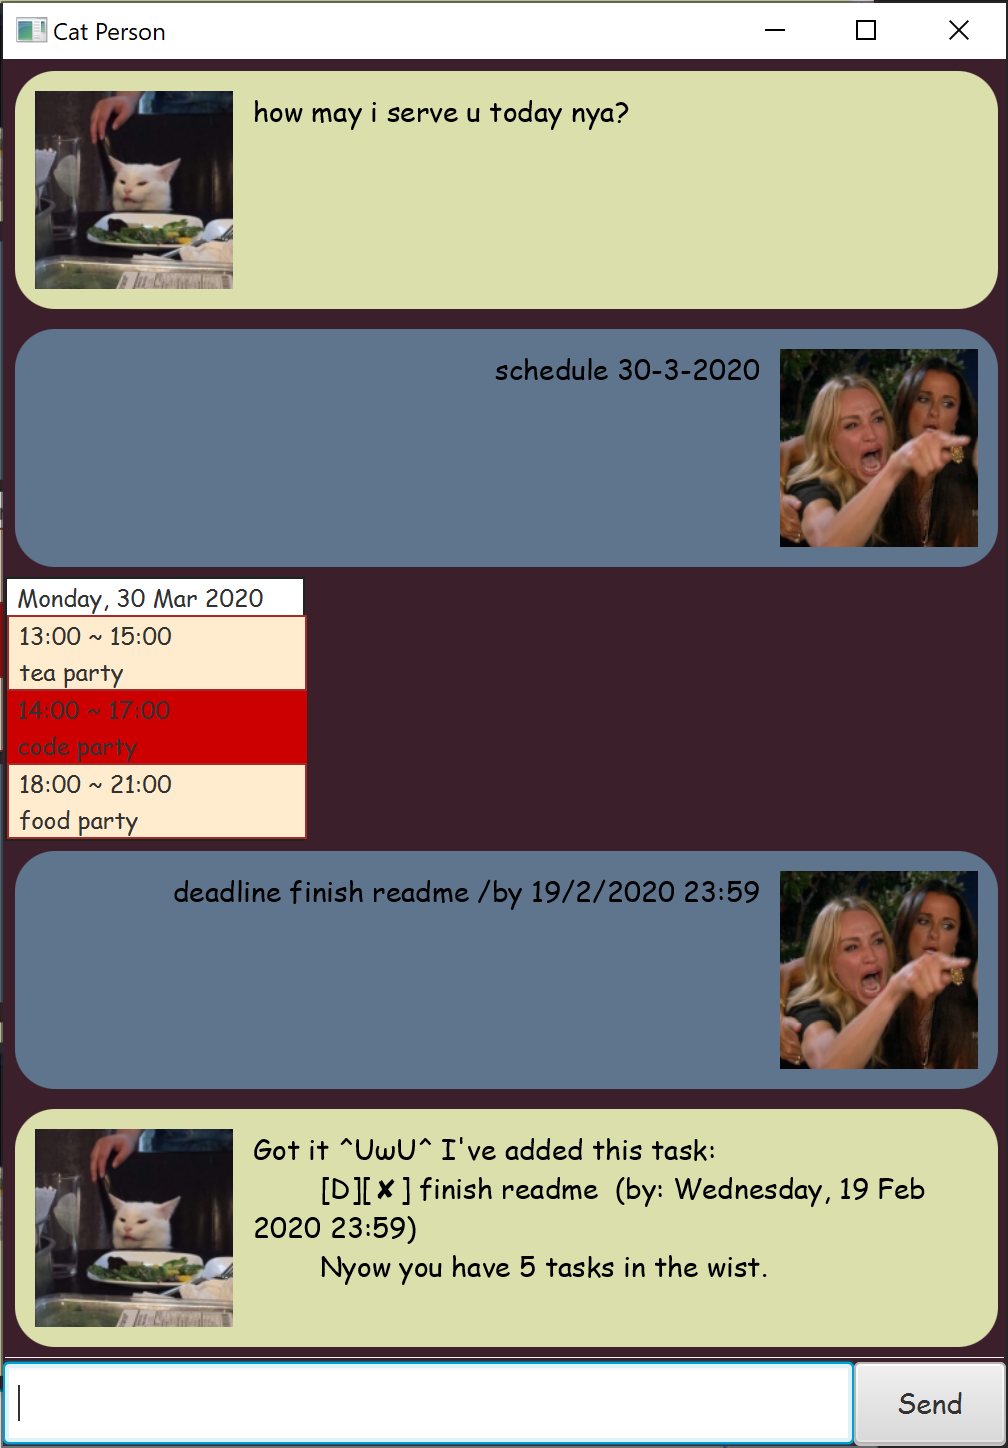 Cat Person
how may i serve u today nya?
schedule 30-3-2020
Monday, 30 Mar 2020
13:00 ~ 15:00
tea party
14:00 ~ 17:00
code party
18:00 ~ 21:00
food party
deadline finish readme /by 19/2/2020 23:59
Got it ^UωU^ I've added this task:
[D][✘] finish readme  (by: Wednesday, 19 Feb
2020 23:59)
Nyow you have 5 tasks in the wist.
Send